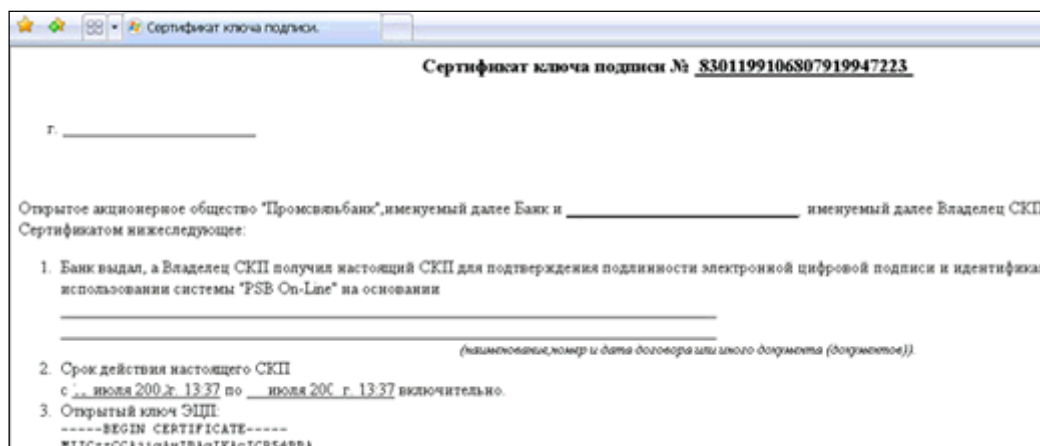 Сертификат ключа подписи.
Сертификат ключа подписи № 8301199106807919947223
г.
Открытое акционерное общество "Промсвязьбанк",именуемый далее Банк и именуемый далее Владелец СКП
Сертификатом нижеследующее:
1. Банк выдал, а Владелец СКП получил настоящий СКП для подтверждения подлинности электронной цифровой подписи и
использовании системы "PSB On-Line" на основании
(наименование,номер и дата договора или иного документа (документов)).
2. Срок действия настоящего СКП
с июля г. 13:37 по июля г. 13:37 включительно.
3. Открытый ключ ЭЦП:
-----BEGIN CERTIFICATE-----